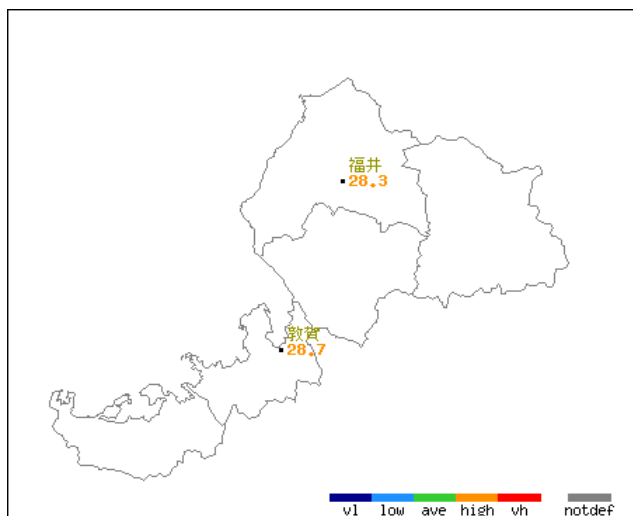 福井
28.3
敦賀
28.7
vl low ave high vh notdef